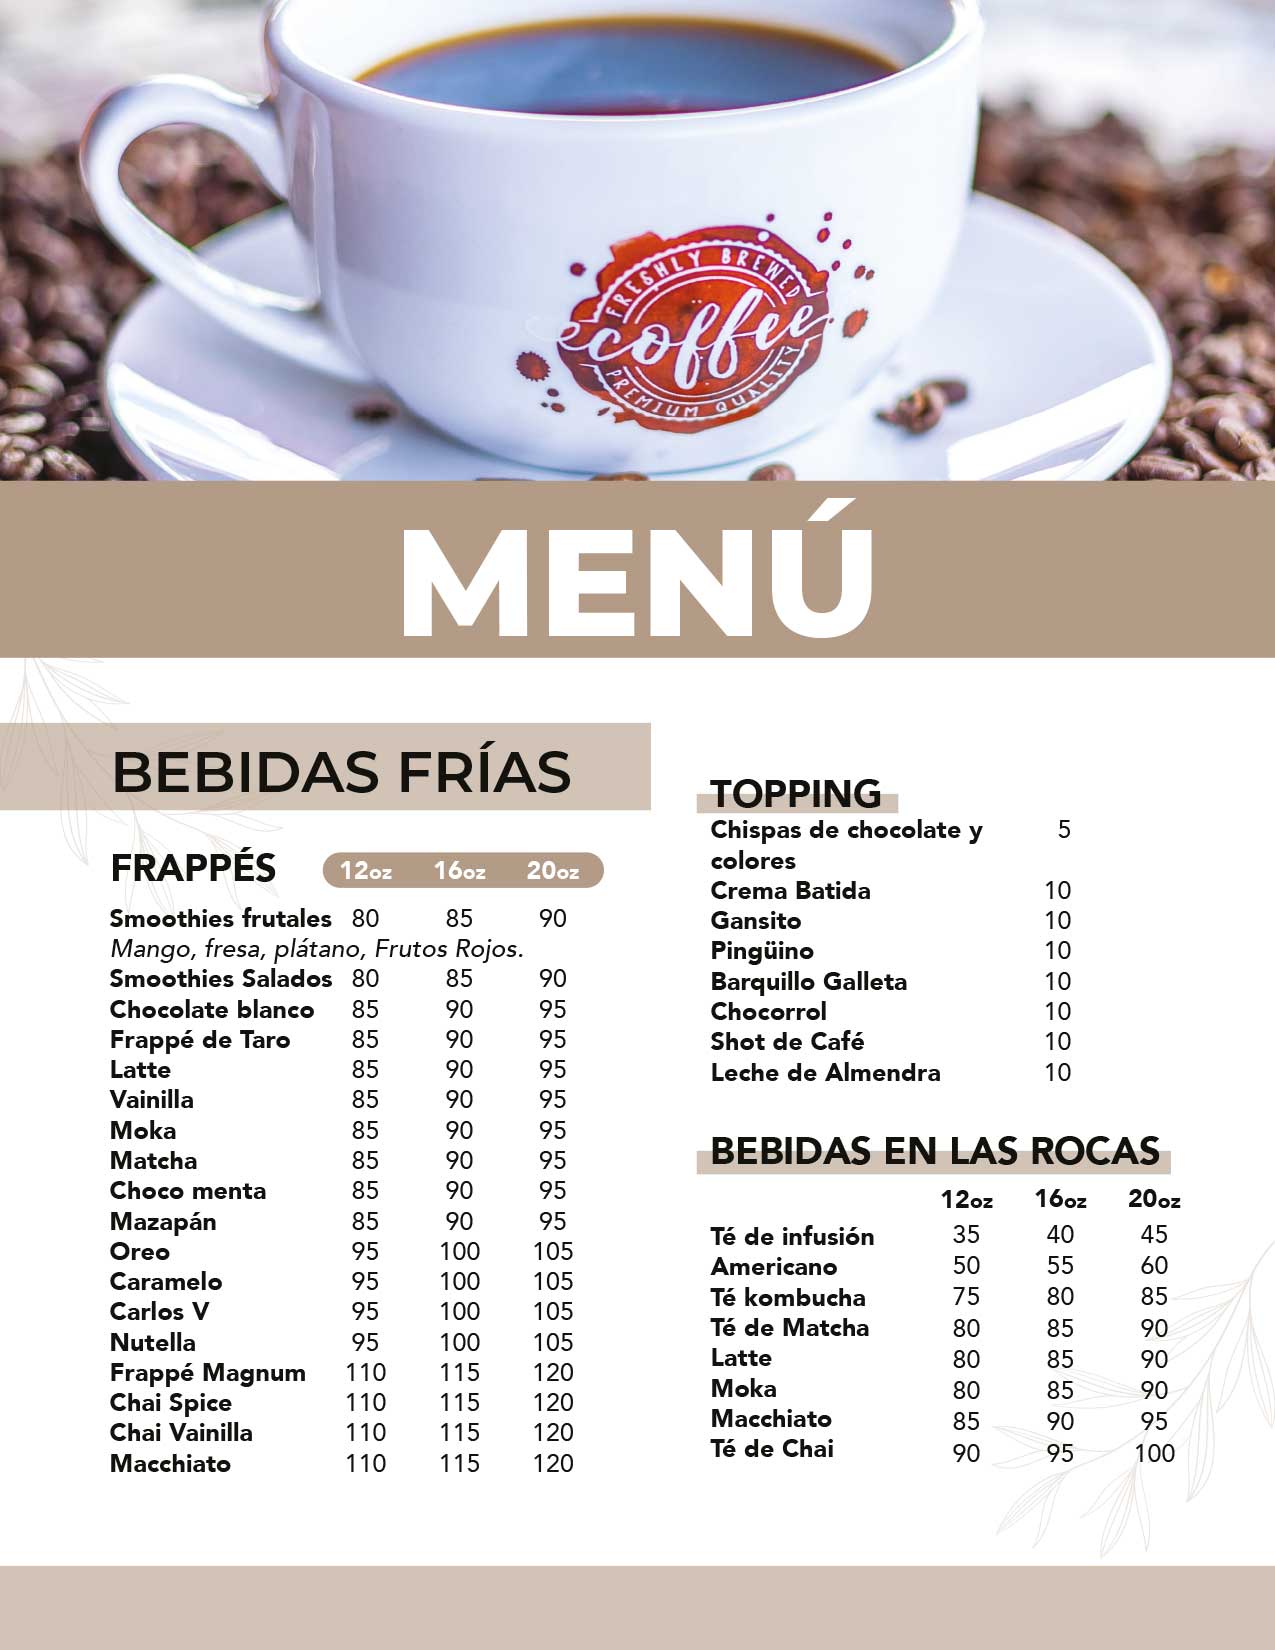 FRESHLY BREWED
coffee
PREMIUM QUALITY
MENÚ
BEBIDAS FRÍAS
FRAPPÉS 12oz 16oz 20oz
Smoothies frutales 80 85 90
Mango, fresa, plátano, Frutos Rojos.
Smoothies Salados 80 85 90
Chocolate blanco 85 90 95
Frappé de Taro 85 90 95
Latte 85 90 95
Vainilla 85 90 95
Moka 85 90 95
Matcha 85 90 95
Choco menta 85 90 95
Mazapán 85 90 95
Oreo 95 100 105
Caramelo 95 100 105
Carlos V 95 100 105
Nutella 95 100 105
Frappé Magnum 110 115 120
Chai Spice 110 115 120
Chai Vainilla 110 115 120
Macchiato 110 115 120
TOPPING
Chispas de chocolate y 5
colores
Crema Batida 10
Gansito 10
Pingüino 10
Barquillo Galleta 10
Chocorrol 10
Shot de Café 10
Leche de Almendra 10
BEBIDAS EN LAS ROCAS
12oz 16oz 20oz
Té de infusión 35 40 45
Americano 50 55 60
Té kombucha 75 80 85
Té de Matcha 80 85 90
Latte 80 85 90
Moka 80 85 90
Macchiato 85 90 95
Té de Chai 90 95 100